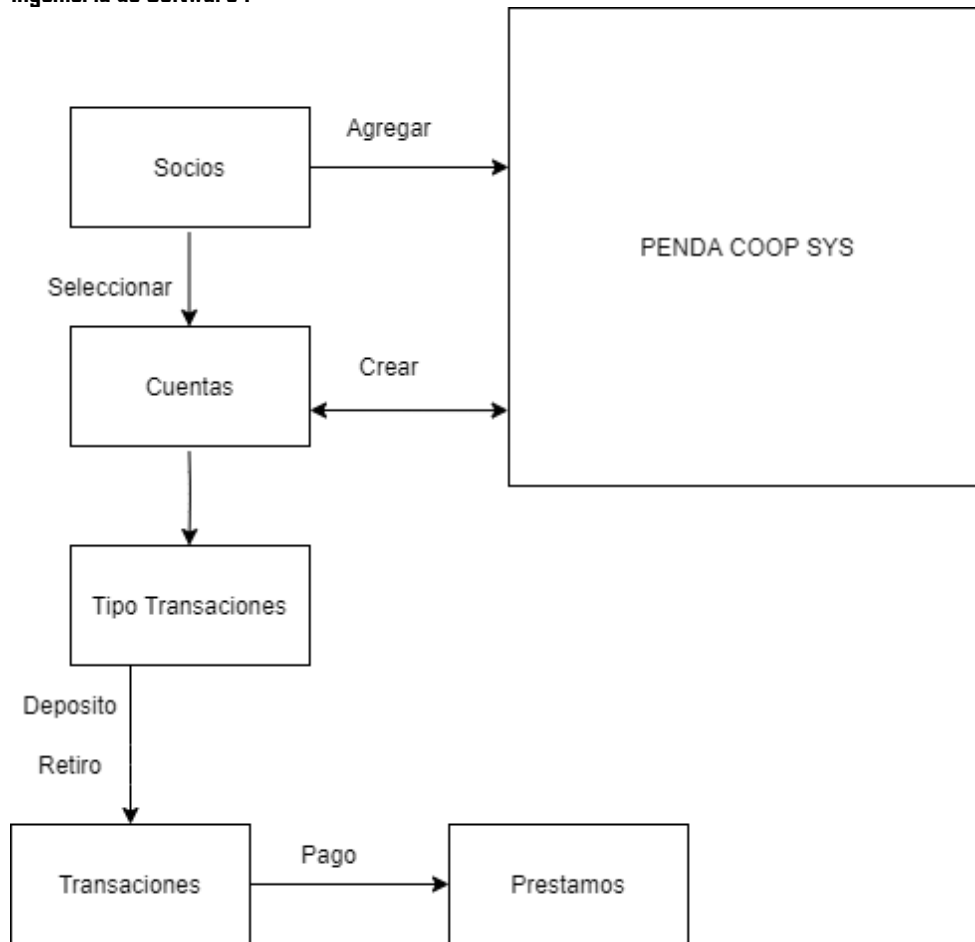 Agregar
Socios
PENDA COOP SYS
Seleccionar
Crear
Cuentas
Tipo Transaciones
Deposito
Retiro
Pago
Transaciones
Prestamos